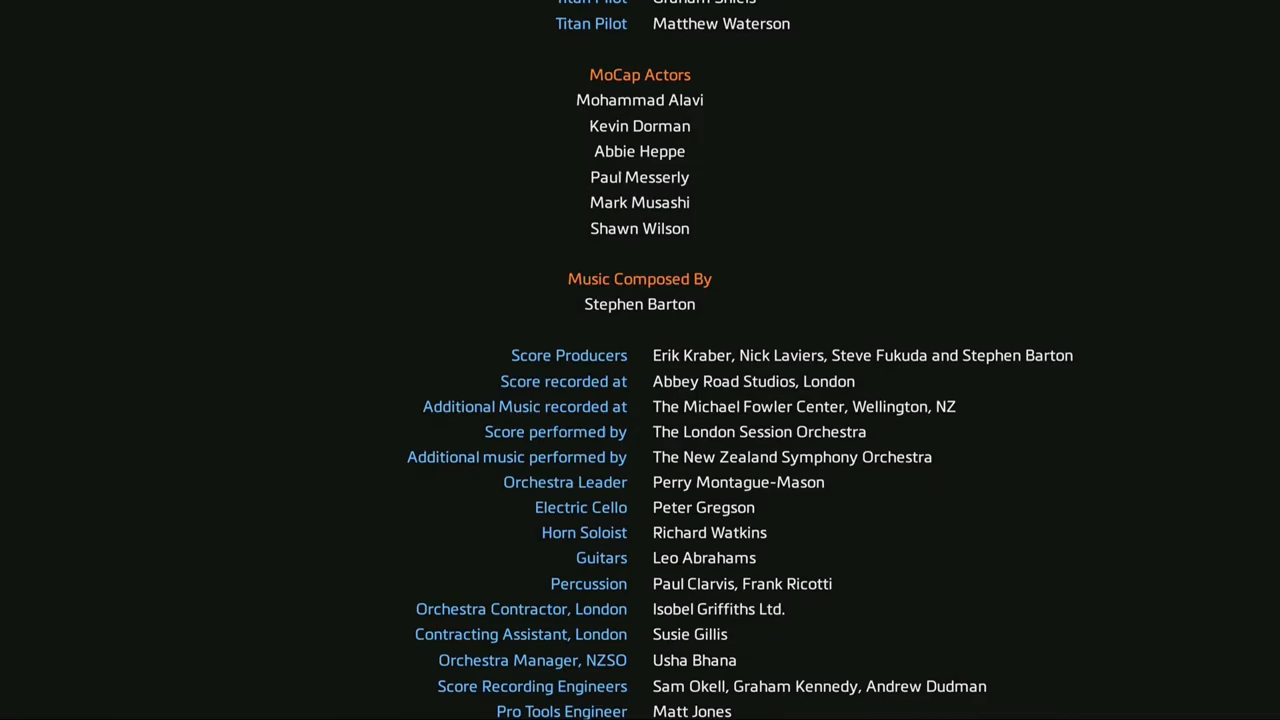 Titan Pilot Graham Shiels
Titan Pilot Matthew Waterson
MoCap Actors
Mohammad Alavi
Kevin Dorman
Abbie Heppe
Paul Messerly
Mark Musashi
Shawn Wilson
Music Composed By
Stephen Barton
Score Producers Erik Kraber, Nick Laviers, Steve Fukuda and Stephen Barton
Score recorded at Abbey Road Studios, London
Additional Music recorded at The Michael Fowler Center, Wellington, NZ
Score performed by The London Session Orchestra
Additional music performed by The New Zealand Symphony Orchestra
Orchestra Leader Perry Montague-Mason
Electric Cello Peter Gregson
Horn Soloist Richard Watkins
Guitars Leo Abrahams
Percussion Paul Clarvis, Frank Ricotti
Orchestra Contractor, London Isobel Griffiths Ltd.
Contracting Assistant, London Susie Gillis
Orchestra Manager, NZSO Usha Bhana
Score Recording Engineers Sam Okell, Graham Kennedy, Andrew Dudman
Pro Tools Engineer Matt Jones